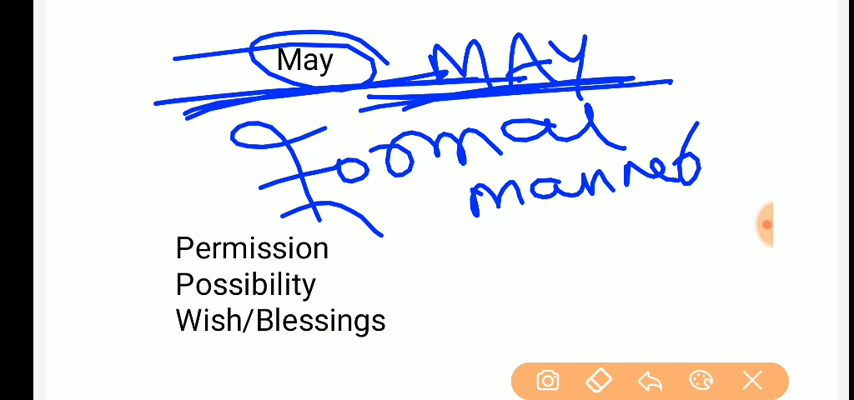 May MAY
Formal
manner
Permission
Possibility
Wish/Blessings